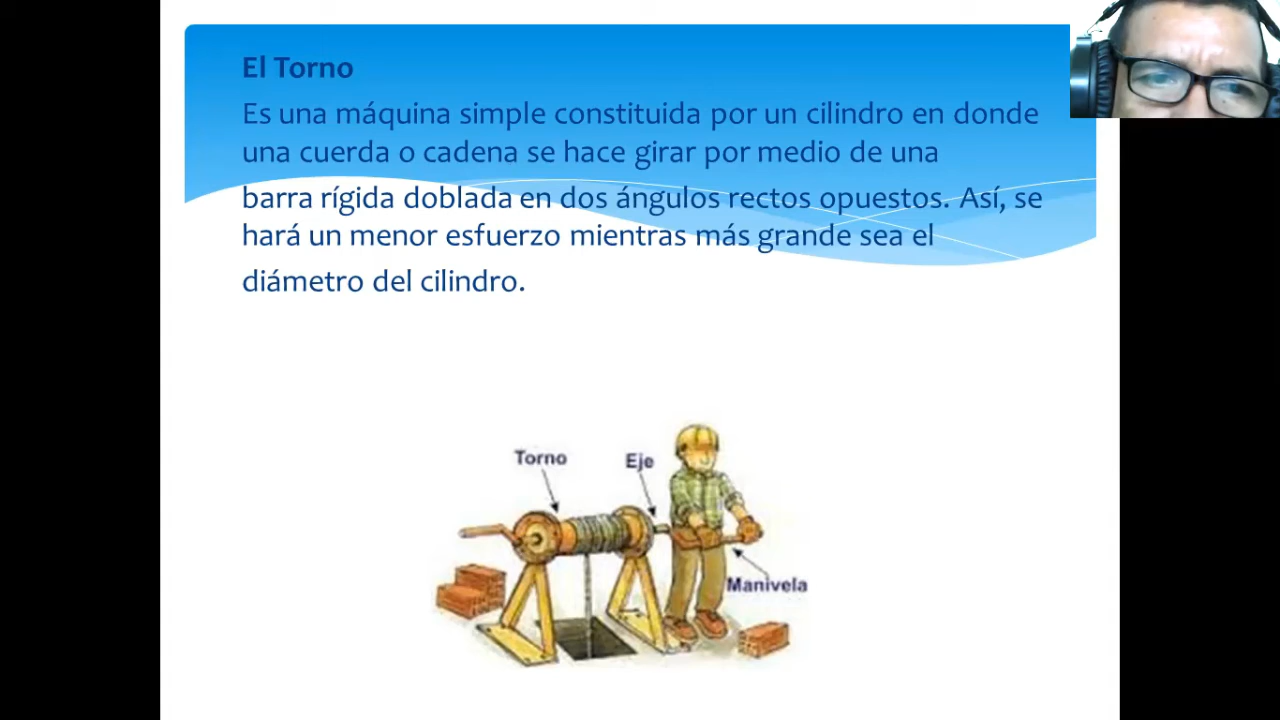 El Torno
Es una máquina simple constituida por un cilindro en donde
una cuerda o cadena se hace girar por medio de una
barra rígida doblada en dos ángulos rectos opuestos. Así, se
hará un menor esfuerzo mientras más grande sea el
diámetro del cilindro.
Torno
Eje
Manivela